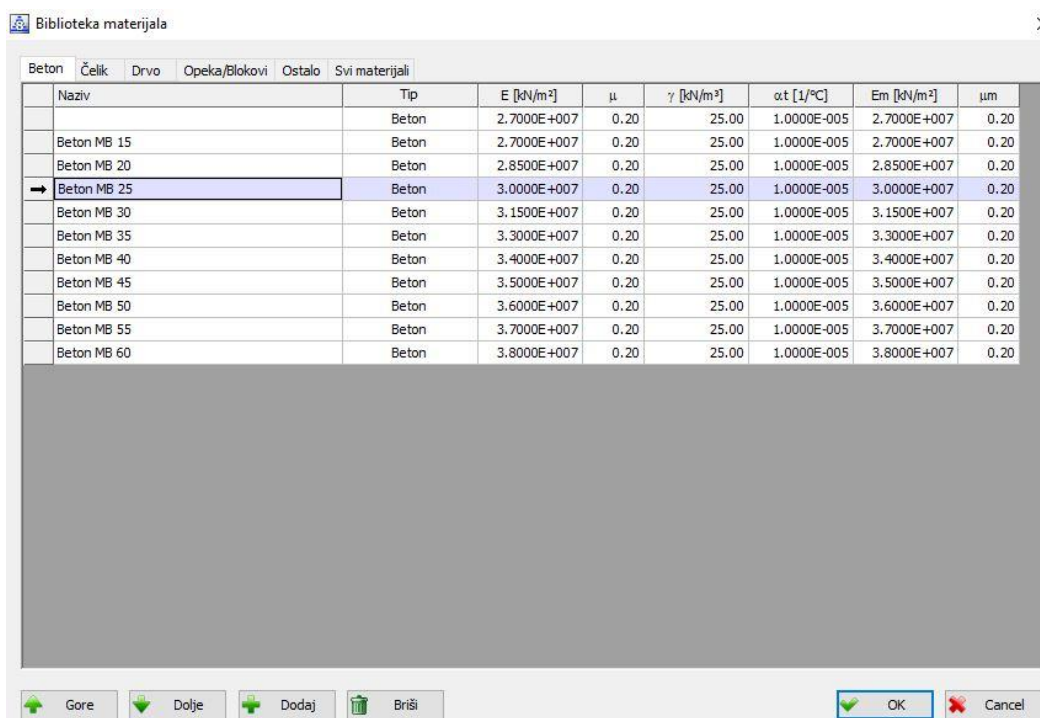 Biblioteka materijala
Beton Čelik Drvo Opeka/Blokovi Ostalo Svi materijali
Naziv Tip E [kN/m²] μ γ [kN/m³] αt [1/°C] Em [kN/m²] μm
Beton 2.7000E+007 0.20 25.00 1.0000E-005 2.7000E+007 0.20
Beton MB 15 Beton 2.7000E+007 0.20 25.00 1.0000E-005 2.7000E+007 0.20
Beton MB 20 Beton 2.8500E+007 0.20 25.00 1.0000E-005 2.8500E+007 0.20
Beton MB 25 Beton 3.0000E+007 0.20 25.00 1.0000E-005 3.0000E+007 0.20
Beton MB 30 Beton 3.1500E+007 0.20 25.00 1.0000E-005 3.1500E+007 0.20
Beton MB 35 Beton 3.3000E+007 0.20 25.00 1.0000E-005 3.3000E+007 0.20
Beton MB 40 Beton 3.4000E+007 0.20 25.00 1.0000E-005 3.4000E+007 0.20
Beton MB 45 Beton 3.5000E+007 0.20 25.00 1.0000E-005 3.5000E+007 0.20
Beton MB 50 Beton 3.6000E+007 0.20 25.00 1.0000E-005 3.6000E+007 0.20
Beton MB 55 Beton 3.7000E+007 0.20 25.00 1.0000E-005 3.7000E+007 0.20
Beton MB 60 Beton 3.8000E+007 0.20 25.00 1.0000E-005 3.8000E+007 0.20
Gore Dolje Dodaj Briši OK Cancel